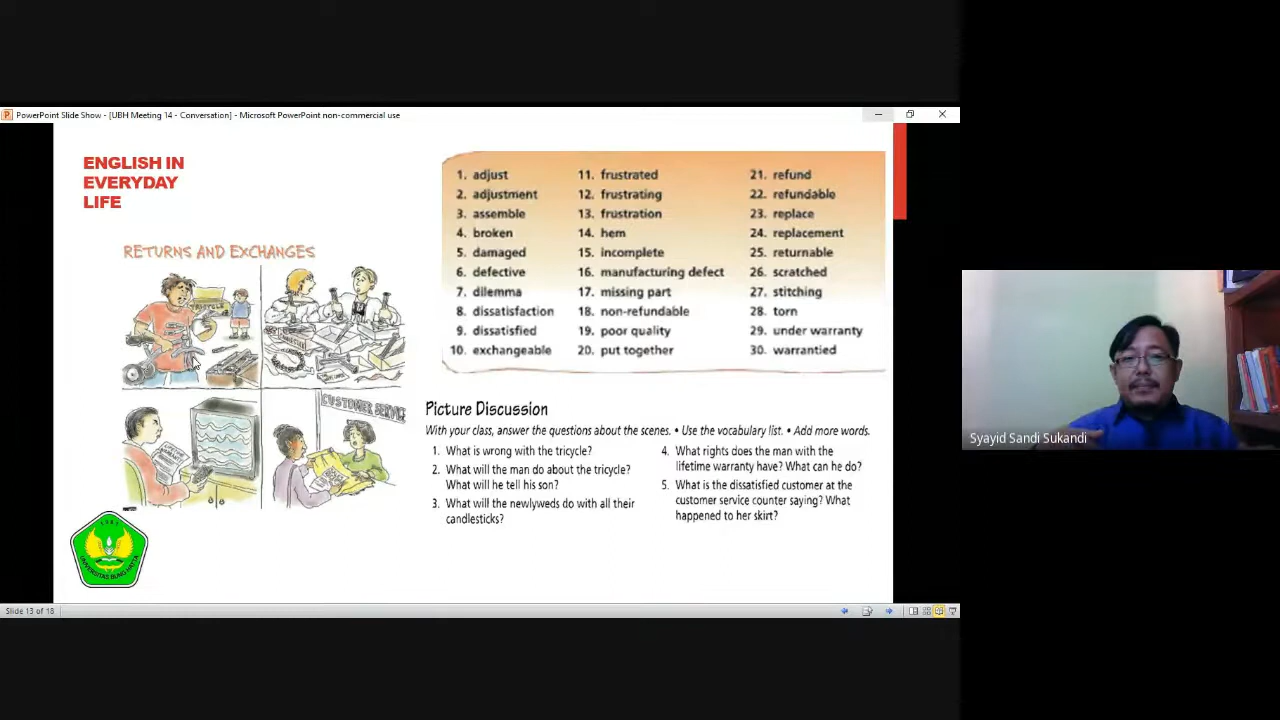 PowerPoint Slide Show - [UBH Meeting 14 - Conversation] - Microsoft PowerPoint non-commercial use
ENGLISH IN
EVERYDAY
LIFE
RETURNS AND EXCHANGES
CUSTOMER SERVICE
UNIVERSITAS BUNG HATTA
1. adjust
2. adjustment
3. assemble
4. broken
5. damaged
6. defective
7. dilemma
8. dissatisfaction
9. dissatisfied
10. exchangeable
11. frustrated
12. frustrating
13. frustration
14. hem
15. incomplete
16. manufacturing defect
17. missing part
18. non-refundable
19. poor quality
20. put together
21. refund
22. refundable
23. replace
24. replacement
25. returnable
26. scratched
27. stitching
28. torn
29. under warranty
30. warrantied
Picture Discussion
With your class, answer the questions about the scenes. • Use the vocabulary list. • Add more words.
1. What is wrong with the tricycle?
2. What will the man do about the tricycle?
What will he tell his son?
3. What will the newlyweds do with all their
candlesticks?
4. What rights does the man with the
lifetime warranty have? What can he do?
5. What is the dissatisfied customer at the
customer service counter saying? What
happened to her skirt?
Slide 13 of 18
Syayid Sandi Sukandi